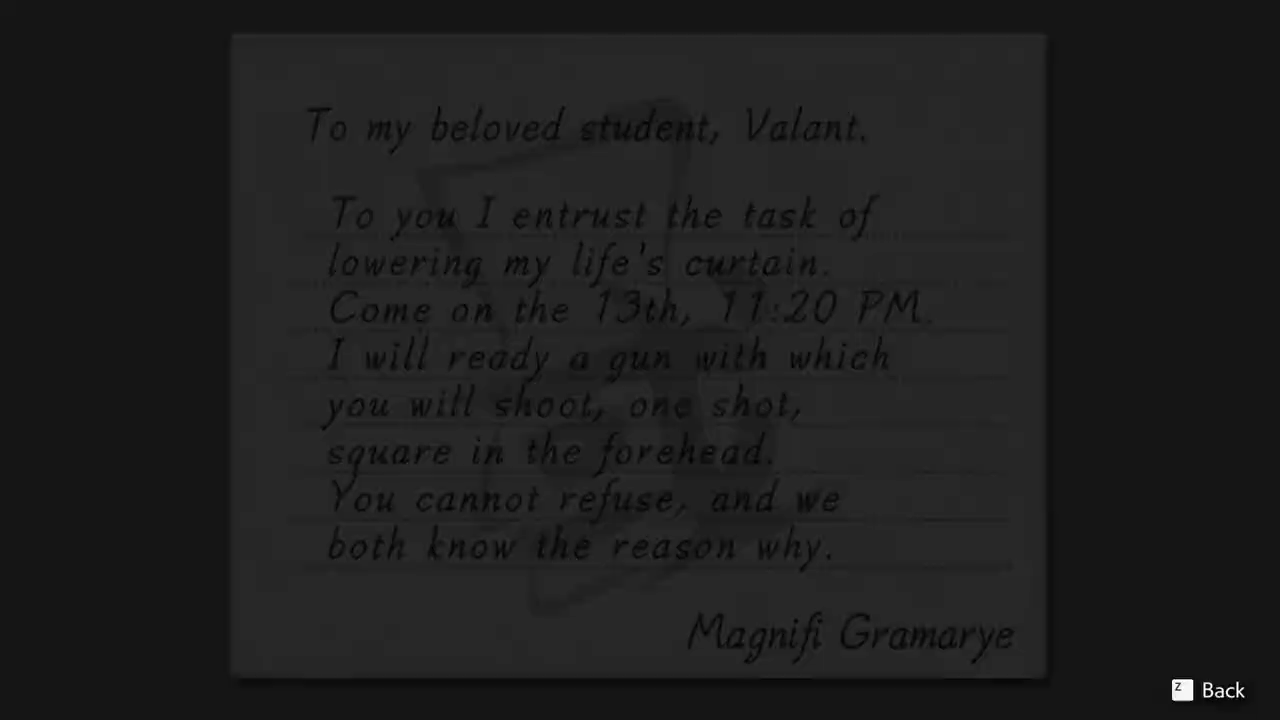 To my beloved student, Valant.
To you I entrust the task of
lowering my life's curtain.
Come on the 13th, 11:20 PM.
I will ready a gun with which
you will shoot, one shot,
square in the forehead.
You cannot refuse, and we
both know the reason why.
Magnifi Gramarye
Z Back